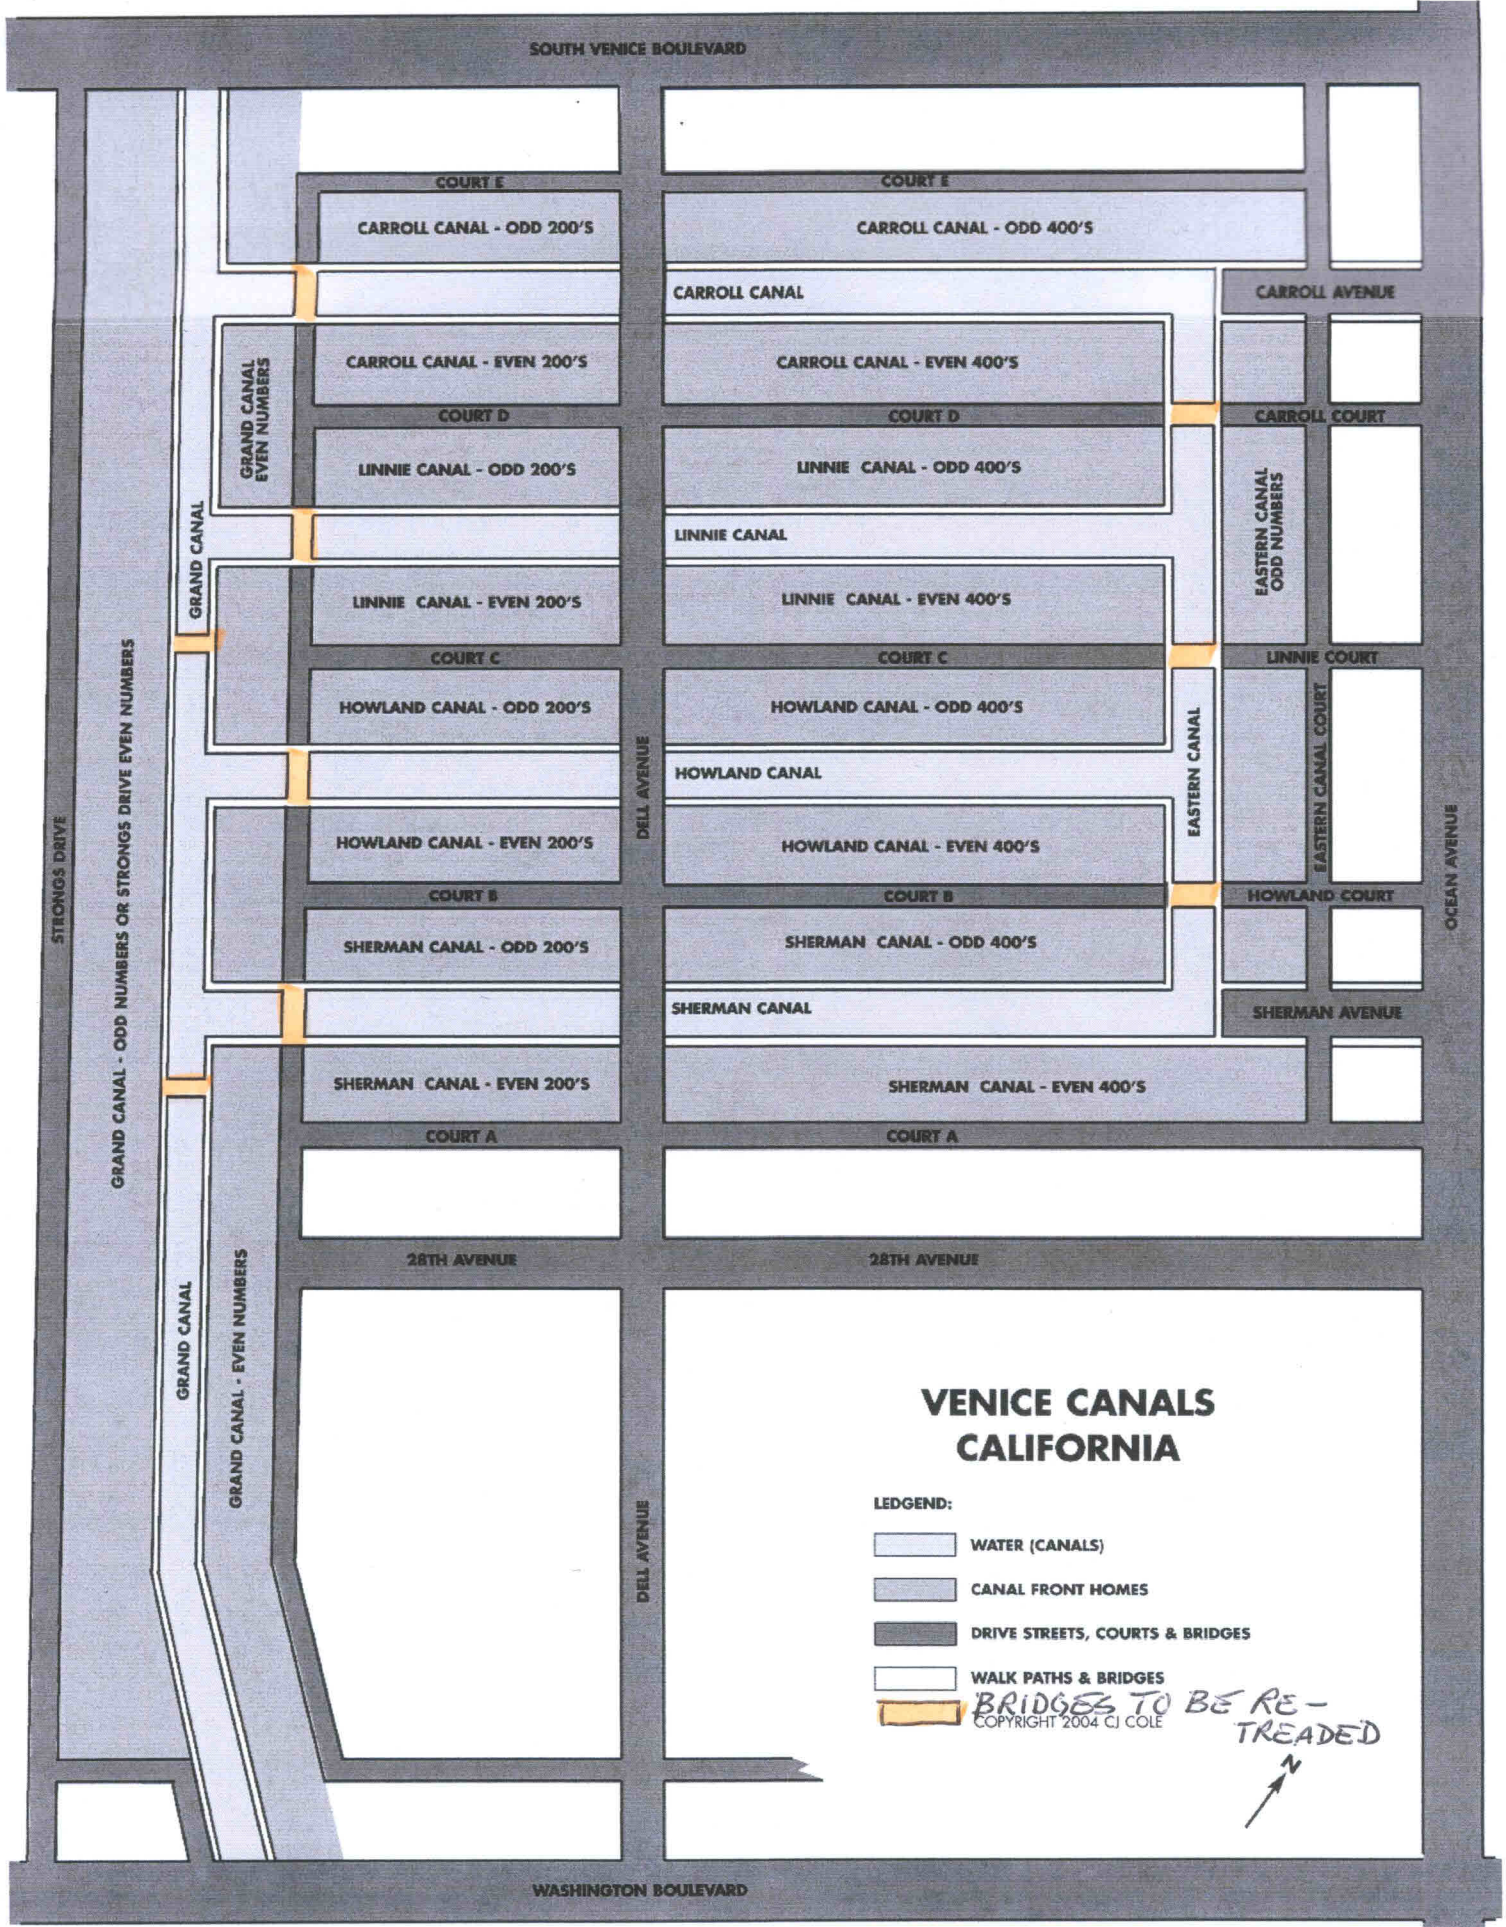 SOUTH VENICE BOULEVARD
COURT E
COURT E
CARROLL CANAL - ODD 200'S
CARROLL CANAL - ODD 400'S
CARROLL CANAL
CARROLL AVENUE
GRAND CANAL
EVEN NUMBERS
CARROLL CANAL - EVEN 200'S
CARROLL CANAL - EVEN 400'S
COURT D
COURT D
CARROLL COURT
LINNIE CANAL - ODD 200'S
LINNIE CANAL - ODD 400'S
EASTERN CANAL
ODD NUMBERS
GRAND CANAL
LINNIE CANAL
LINNIE CANAL - EVEN 200'S
LINNIE CANAL - EVEN 400'S
COURT C
COURT C
LINNIE COURT
GRAND CANAL - ODD NUMBERS OR STRONGS DRIVE EVEN NUMBERS
HOWLAND CANAL - ODD 200'S
HOWLAND CANAL - ODD 400'S
STRONGS DRIVE
DELL AVENUE
HOWLAND CANAL
EASTERN CANAL
EASTERN CANAL COURT
OCEAN AVENUE
HOWLAND CANAL - EVEN 200'S
HOWLAND CANAL - EVEN 400'S
COURT B
COURT B
HOWLAND COURT
SHERMAN CANAL - ODD 200'S
SHERMAN CANAL - ODD 400'S
SHERMAN CANAL
SHERMAN AVENUE
SHERMAN CANAL - EVEN 200'S
SHERMAN CANAL - EVEN 400'S
COURT A
COURT A
28TH AVENUE
28TH AVENUE
GRAND CANAL
GRAND CANAL - EVEN NUMBERS
DELL AVENUE
VENICE CANALS
CALIFORNIA
LEDGEND:
WATER (CANALS)
CANAL FRONT HOMES
DRIVE STREETS, COURTS & BRIDGES
WALK PATHS & BRIDGES
BRIDGES TO BE RE-
TREADED
COPYRIGHT 2004 CJ COLE
N
WASHINGTON BOULEVARD